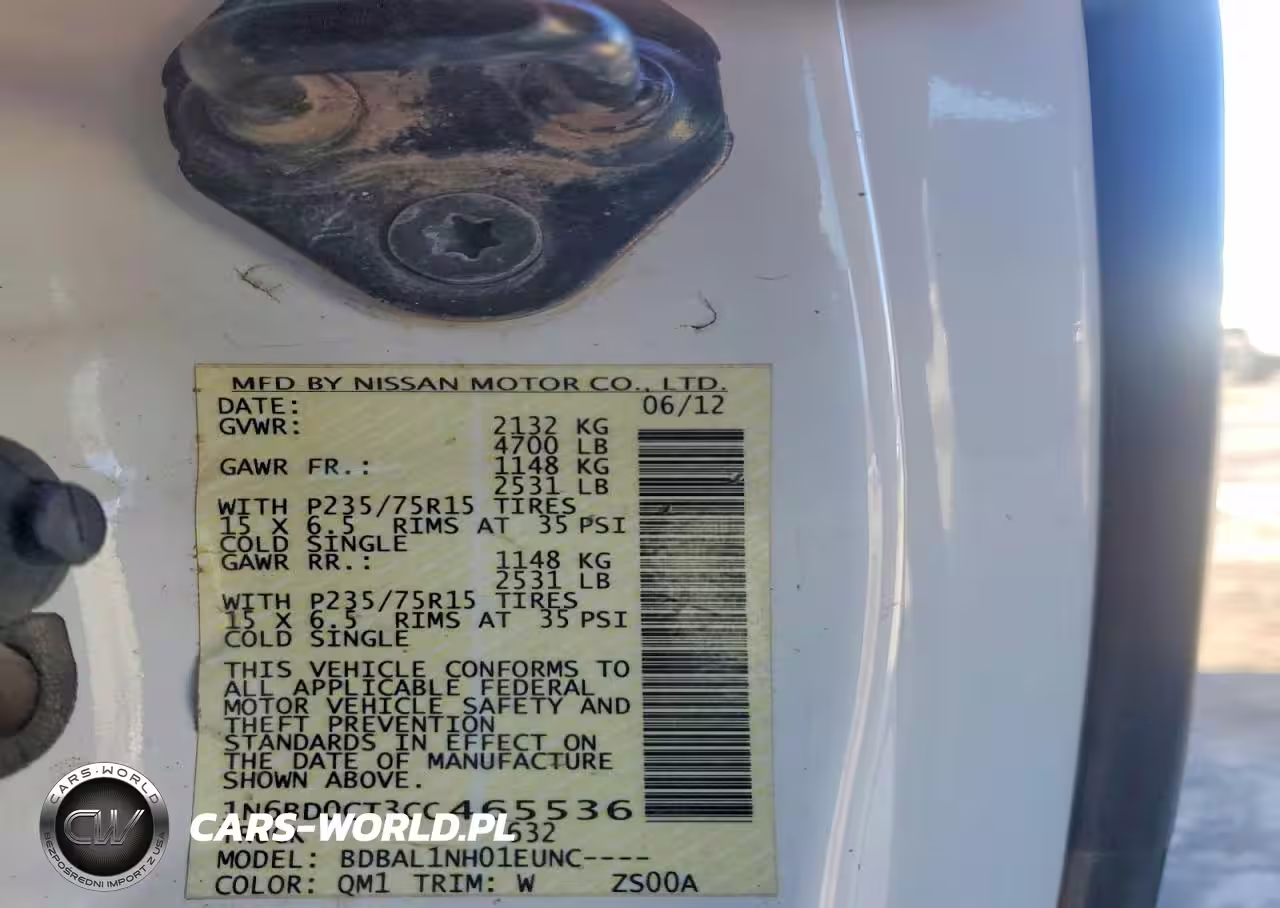 MFD BY NISSAN MOTOR CO., LTD.
DATE: 06/12
GVWR: 2132 KG
4700 LB
GAWR FR.: 1148 KG
2531 LB
WITH P235/75R15 TIRES
15 X 6.5 RIMS AT 35 PSI
COLD SINGLE
GAWR RR.: 1148 KG
2531 LB
WITH P235/75R15 TIRES
15 X 6.5 RIMS AT 35 PSI
COLD SINGLE
THIS VEHICLE CONFORMS TO
ALL APPLICABLE FEDERAL
MOTOR VEHICLE SAFETY AND
THEFT PREVENTION
STANDARDS IN EFFECT ON
THE DATE OF MANUFACTURE
SHOWN ABOVE.
1N6BD0CT3CC465536
TRUCK
MODEL: BDBAL1NH01EUNC----
COLOR: QM1 TRIM: W ZS00A
CARS-WORLD
CW
BEZPOŚREDNI IMPORT Z USA
CARS-WORLD.PL